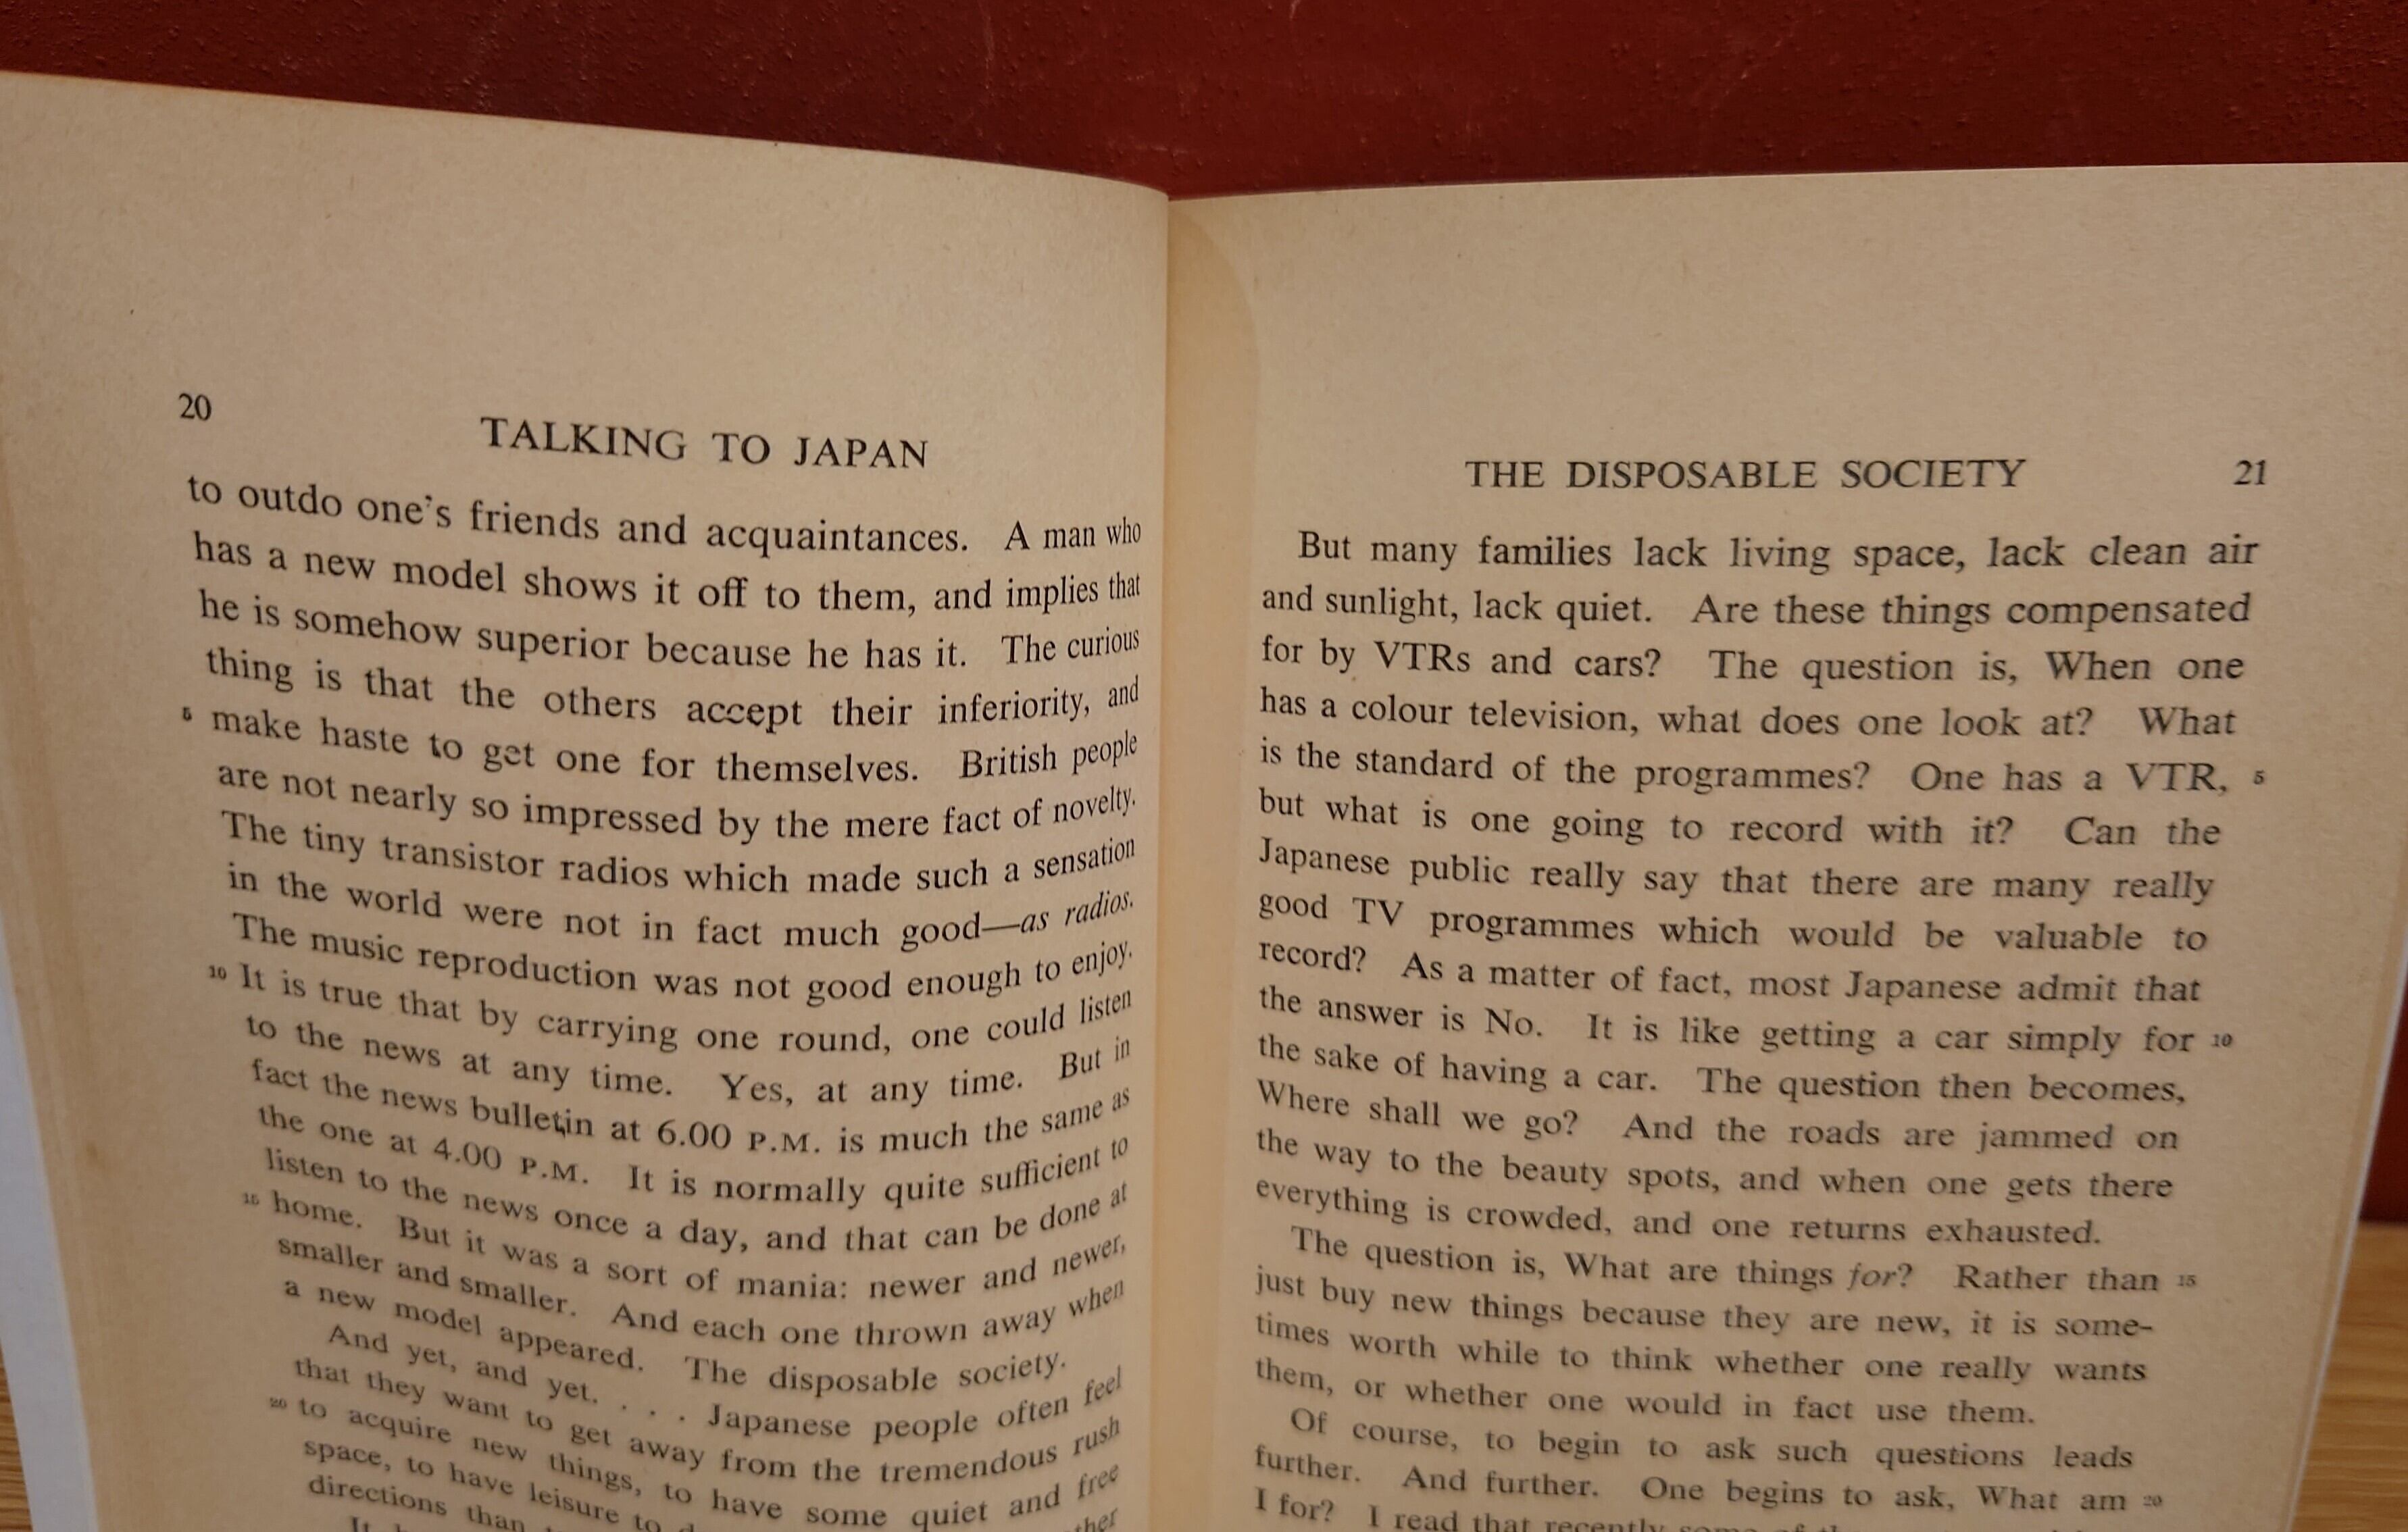 20
TALKING TO JAPAN
to outdo one's friends and acquaintances. A man who
has a new model shows it off to them, and implies that
he is somehow superior because he has it. The curious
thing is that the others accept their inferiority, and
5 make haste to get one for themselves. British people
are not nearly so impressed by the mere fact of novelty.
The tiny transistor radios which made such a sensation
in the world were not in fact much good—as radios.
The music reproduction was not good enough to enjoy.
10 It is true that by carrying one round, one could listen
to the news at any time. Yes, at any time. But in
fact the news bulletin at 6.00 P.M. is much the same as
the one at 4.00 P.M. It is normally quite sufficient to
listen to the news once a day, and that can be done at
15 home. But it was a sort of mania: newer and newer,
smaller and smaller. And each one thrown away when
a new model appeared. The disposable society.
And yet, and yet. . . . Japanese people often feel
that they want to get away from the tremendous rush
20 to acquire new things, to have some quiet and free
space, to have leisure to
directions than
It
THE DISPOSABLE SOCIETY 21
But many families lack living space, lack clean air
and sunlight, lack quiet. Are these things compensated
for by VTRs and cars? The question is, When one
has a colour television, what does one look at? What
is the standard of the programmes? One has a VTR, 5
but what is one going to record with it? Can the
Japanese public really say that there are many really
good TV programmes which would be valuable to
record? As a matter of fact, most Japanese admit that
the answer is No. It is like getting a car simply for 10
the sake of having a car. The question then becomes,
Where shall we go? And the roads are jammed on
the way to the beauty spots, and when one gets there
everything is crowded, and one returns exhausted.
The question is, What are things for? Rather than 15
just buy new things because they are new, it is some-
times worth while to think whether one really wants
them, or whether one would in fact use them.
Of course, to begin to ask such questions leads
further. And further. One begins to ask, What am 20
I for? I read that recently some of